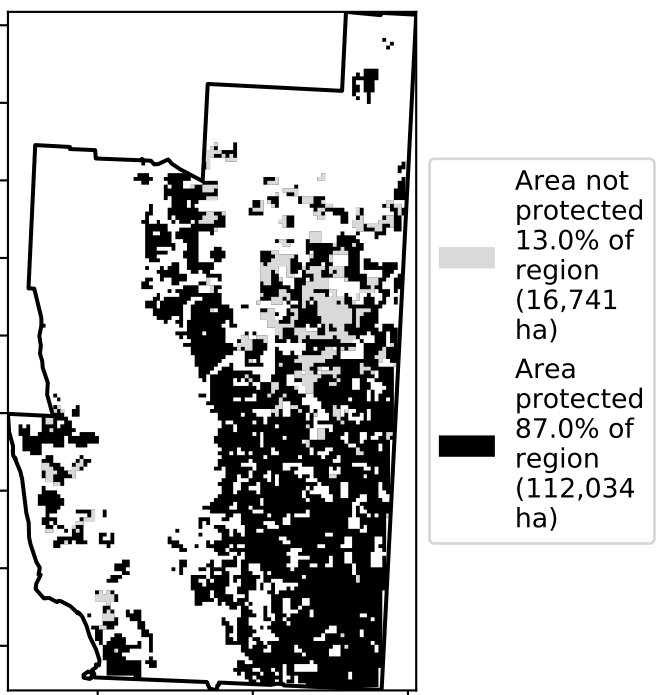 Area not
protected
13.0% of
region
(16,741
ha)
Area
protected
87.0% of
region
(112,034
ha)